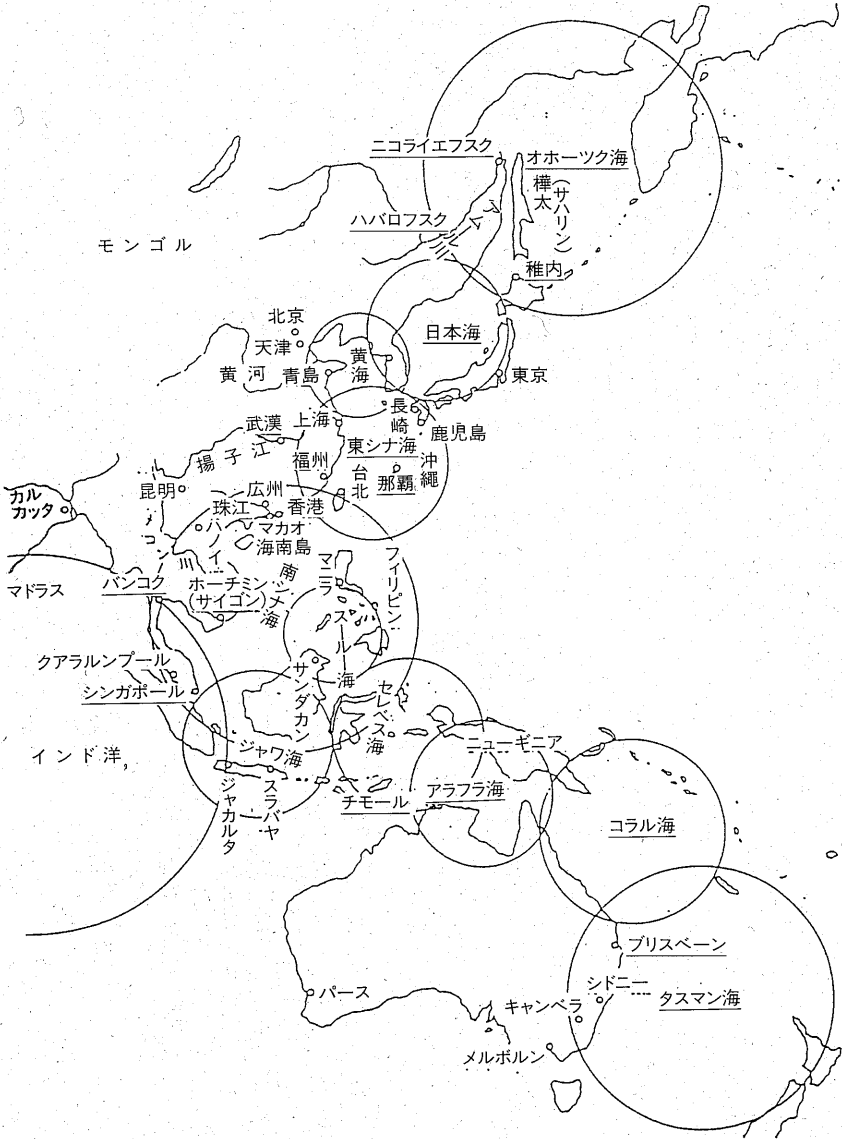 ニコライエフスク
オホーツク海
樺太
(サハリン)
ハバロフスク
アムール
モンゴル
稚内
北京
日本海
天津
黄海
黄河
青島
東京
長崎
武漢
上海
鹿児島
揚子江
東シナ海
福州
台北
那覇
沖縄
昆明
広州
カル
カッタ
珠江
香港
メコン川
ハノイ
マカオ
海南島
マドラス
バンコク
ホーチミン
(サイゴン)
南シナ海
マニラ
フィリピン
スル海
クアラルンプール
シンガポール
サンダカン
セレベス海
ニューギニア
インド洋,
ジャワ海
ジャカルタ
スラバヤ
チモール
アラフラ海
コラル海
ブリスベーン
パース
シドニー
キャンベラ
タスマン海
メルボルン